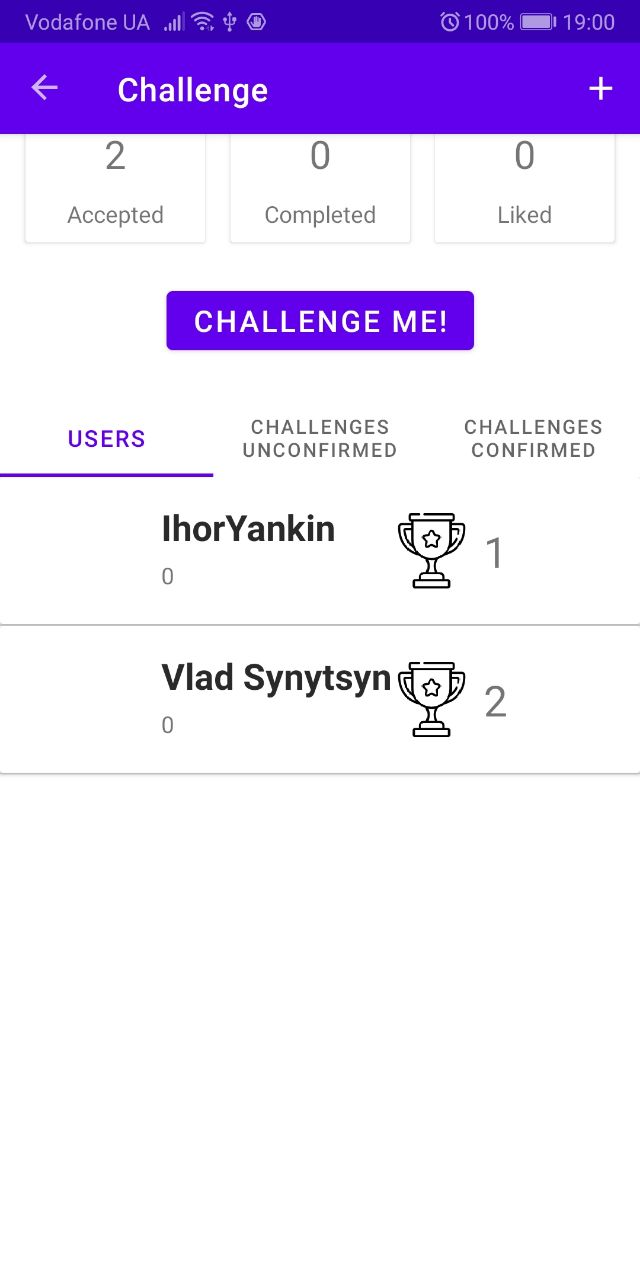 Vodafone UA 100% 19:00
Challenge +
2 0 0
Accepted Completed Liked
CHALLENGE ME!
USERS
CHALLENGES UNCONFIRMED
CHALLENGES CONFIRMED
IhorYankin 1
0
Vlad Synytsyn 2
0